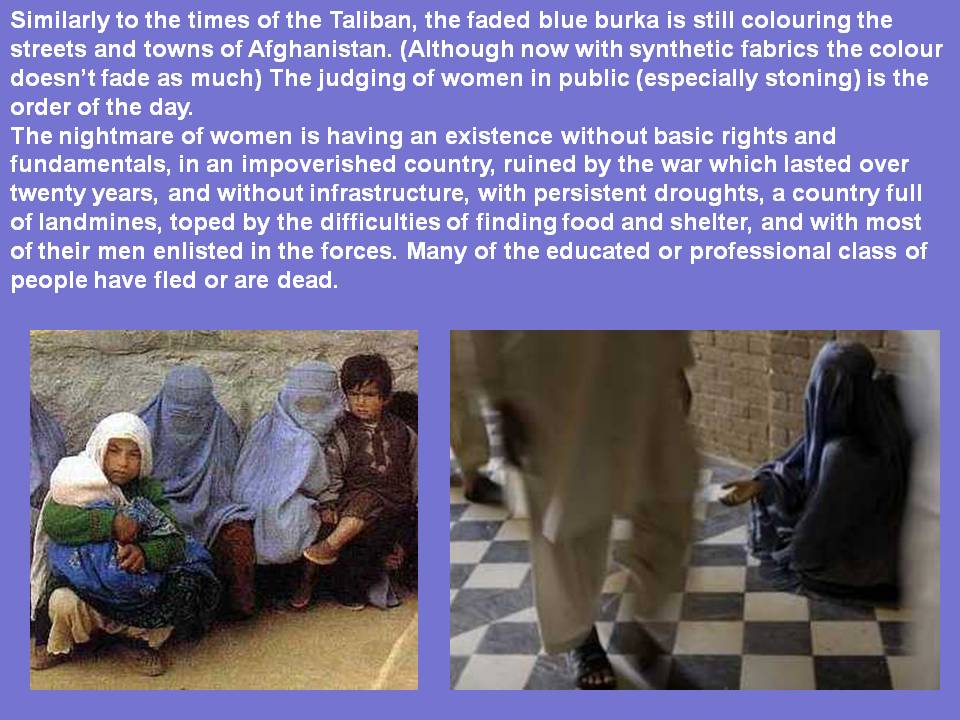 Similarly to the times of the Taliban, the faded blue burka is still colouring the
streets and towns of Afghanistan. (Although now with synthetic fabrics the colour
doesn’t fade as much) The judging of women in public (especially stoning) is the
order of the day.
The nightmare of women is having an existence without basic rights and
fundamentals, in an impoverished country, ruined by the war which lasted over
twenty years, and without infrastructure, with persistent droughts, a country full
of landmines, toped by the difficulties of finding food and shelter, and with most
of their men enlisted in the forces. Many of the educated or professional class of
people have fled or are dead.